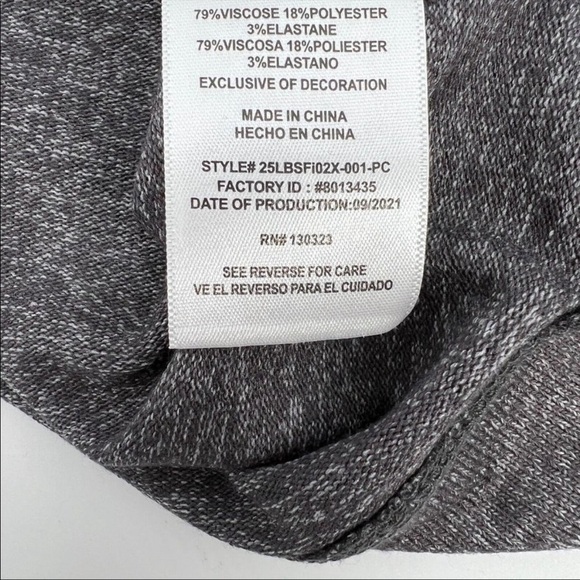 79%VISCOSE 18%POLYESTER
3%ELASTANE
79%VISCOSA 18%POLIESTER
3%ELASTANO
EXCLUSIVE OF DECORATION
MADE IN CHINA
HECHO EN CHINA
STYLE# 25LBSFi02X-001-PC
FACTORY ID : #8013435
DATE OF PRODUCTION:09/2021
RN# 130323
SEE REVERSE FOR CARE
VE EL REVERSO PARA EL CUIDADO